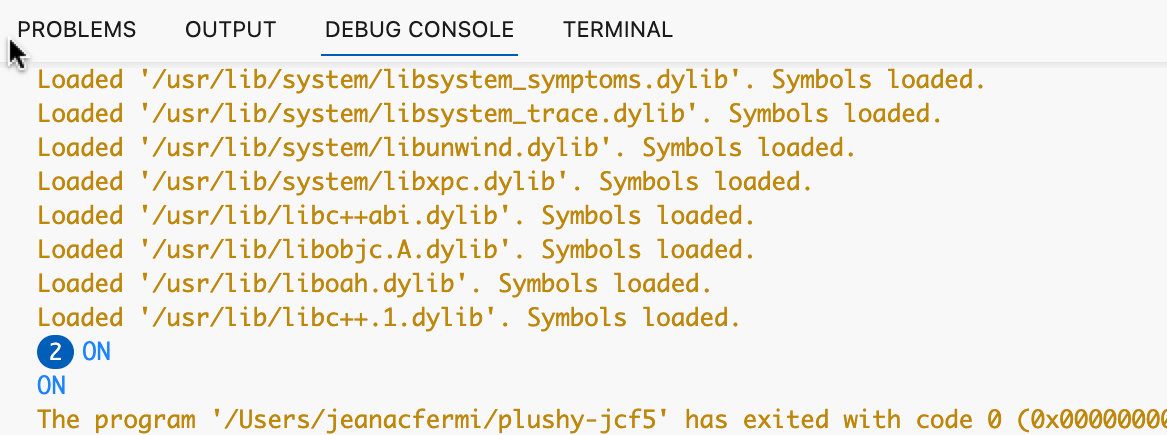 PROBLEMS OUTPUT DEBUG CONSOLE TERMINAL
Loaded '/usr/lib/system/libsystem_symptoms.dylib'. Symbols loaded.
Loaded '/usr/lib/system/libsystem_trace.dylib'. Symbols loaded.
Loaded '/usr/lib/system/libunwind.dylib'. Symbols loaded.
Loaded '/usr/lib/system/libxpc.dylib'. Symbols loaded.
Loaded '/usr/lib/libc++abi.dylib'. Symbols loaded.
Loaded '/usr/lib/libobjc.A.dylib'. Symbols loaded.
Loaded '/usr/lib/liboah.dylib'. Symbols loaded.
Loaded '/usr/lib/libc++.1.dylib'. Symbols loaded.
2 ON
ON
The program '/Users/jeanacfermi/plushy-jcf5' has exited with code 0 (0x00000000